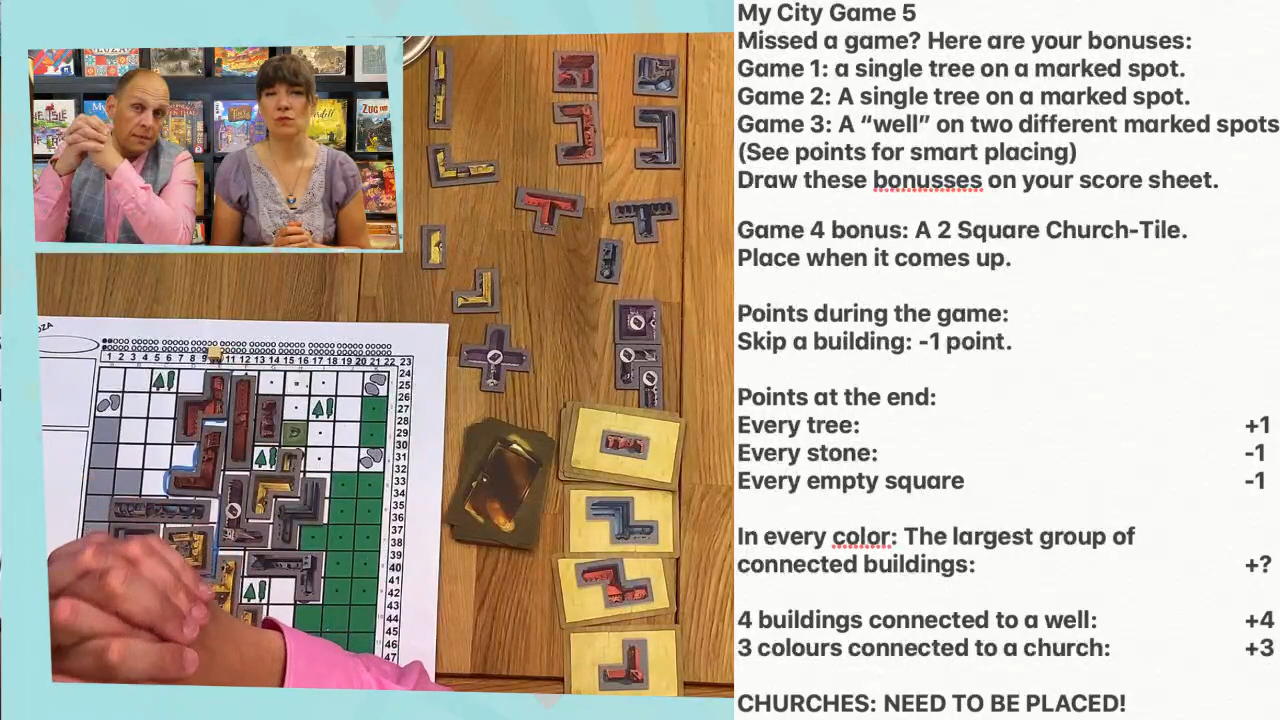 My City Game 5
Missed a game? Here are your bonuses:
Game 1: a single tree on a marked spot.
Game 2: A single tree on a marked spot.
Game 3: A “well” on two different marked spots
(See points for smart placing)
Draw these bonusses on your score sheet.
Game 4 bonus: A 2 Square Church-Tile.
Place when it comes up.
Points during the game:
Skip a building: -1 point.
Points at the end:
Every tree: +1
Every stone: -1
Every empty square -1
In every color: The largest group of
connected buildings: +?
4 buildings connected to a well: +4
3 colours connected to a church: +3
CHURCHES: NEED TO BE PLACED!
1 2 3 4 5 6 7 8 9 11 12 13 14 15 16 17 18 19 20 21 22 23
24
25
26
27
28
29
30
31
32
33
34
35
36
37
38
39
40
41
42
43
44
45
46
47